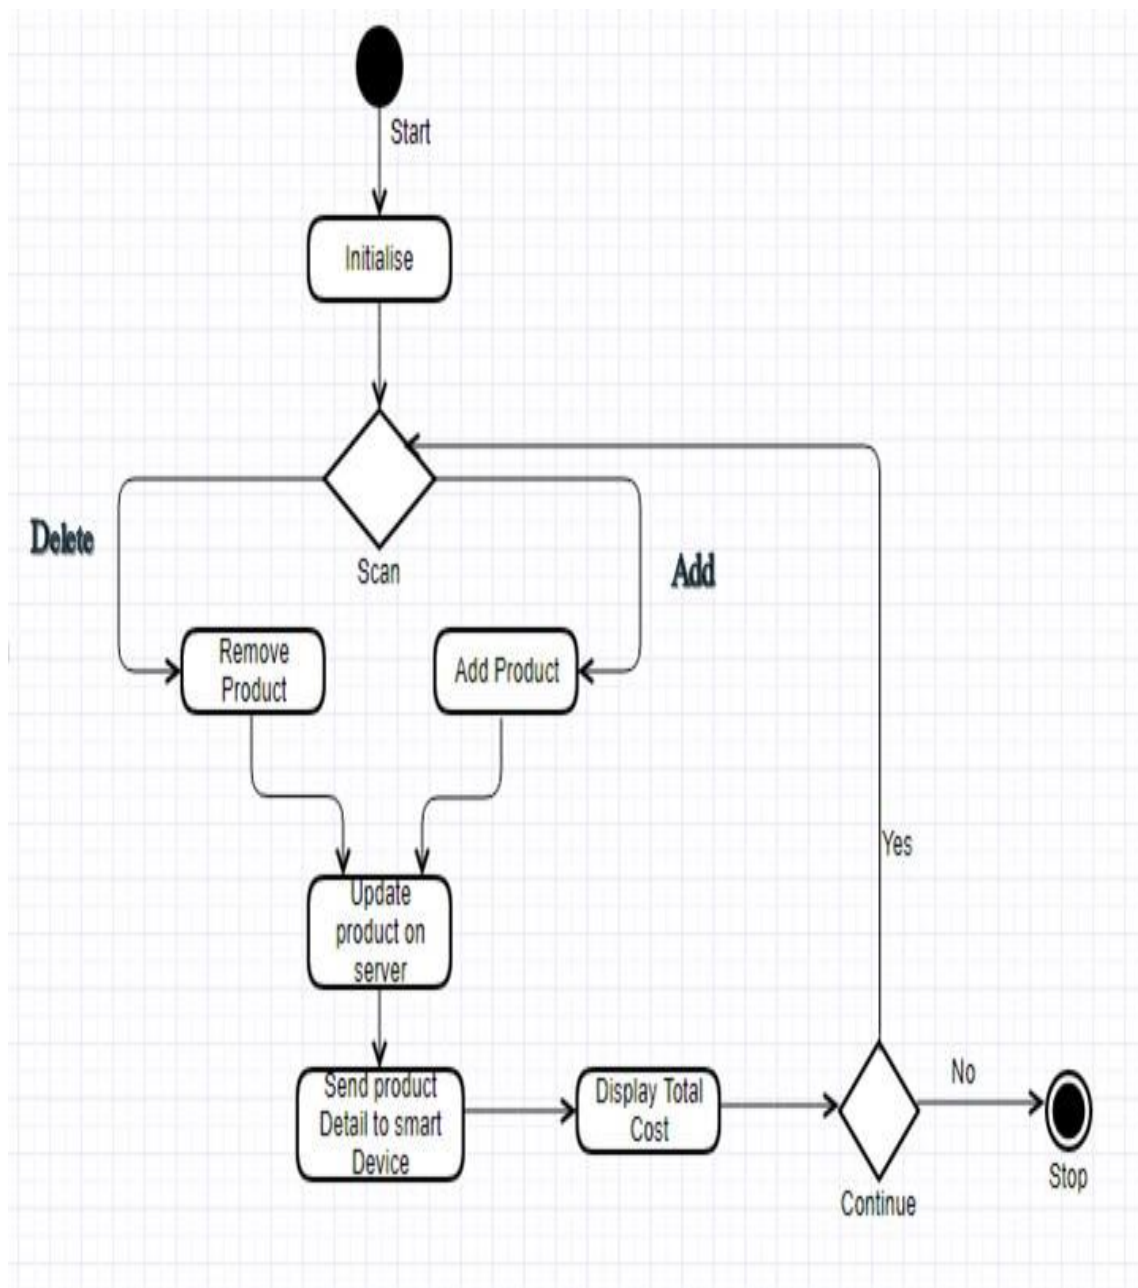 Start
Initialise
Scan
Delete
Add
Remove
Product
Add Product
Update
product on
server
Yes
Send product
Detail to smart
Device
Display Total
Cost
No
Continue
Stop